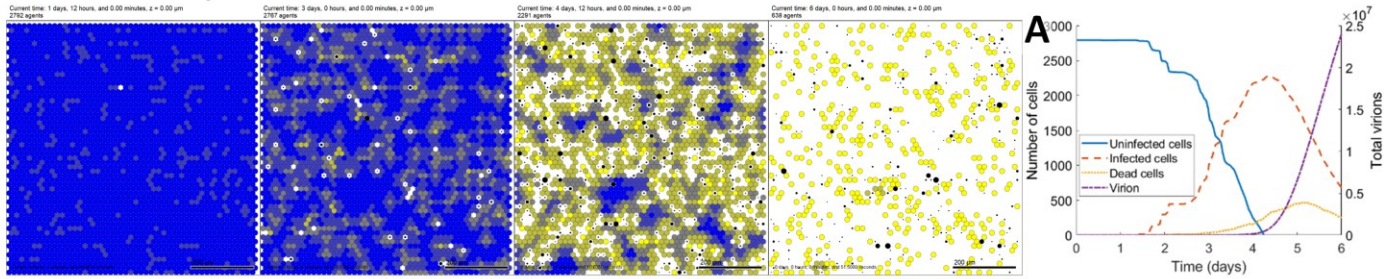 Current time: 1 days, 12 hours, and 0.00 minutes, z = 0.00 μm
2792 agents
Current time: 3 days, 0 hours, and 0.00 minutes, z = 0.00 μm
2767 agents
Current time: 4 days, 12 hours, and 0.00 minutes, z = 0.00 μm
2291 agents
200 μm
Current time: 6 days, 0 hours, and 0.00 minutes, z = 0.00 μm
638 agents
200 μm
A
×10⁷
3000
2500
2000
1500
1000
500
0
Number of cells
Uninfected cells
Infected cells
Dead cells
Virion
2.5
2
1.5
1
0.5
0
Total virions
0 1 2 3 4 5 6
Time (days)